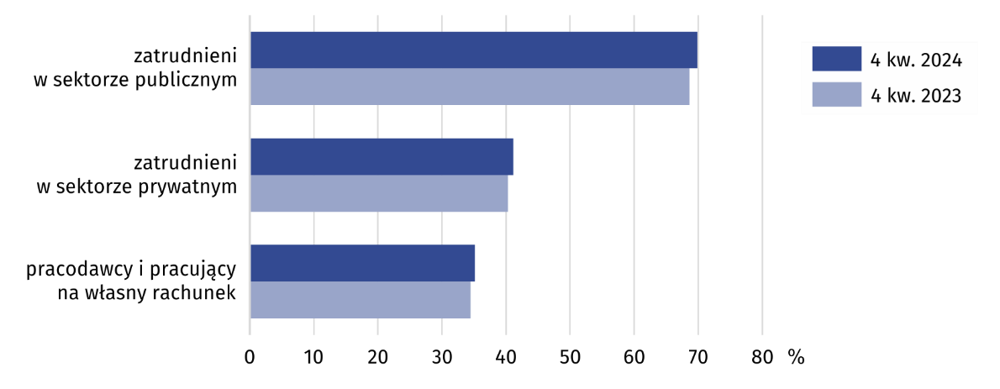 zatrudnieni
w sektorze publicznym
zatrudnieni
w sektorze prywatnym
pracodawcy i pracujący
na własny rachunek
0 10 20 30 40 50 60 70 80 %
4 kw. 2024
4 kw. 2023